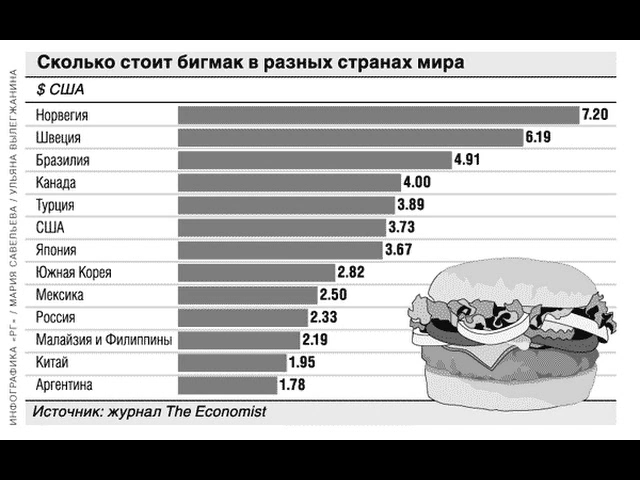 Сколько стоит бигмак в разных странах мира
$ США
Норвегия 7.20
Швеция 6.19
Бразилия 4.91
Канада 4.00
Турция 3.89
США 3.73
Япония 3.67
Южная Корея 2.82
Мексика 2.50
Россия 2.33
Малайзия и Филиппины 2.19
Китай 1.95
Аргентина 1.78
Источник: журнал The Economist
ИНФОГРАФИКА «РГ» / МАРИЯ САВЕЛЬЕВА / УЛЬЯНА ВЫЛЕГЖАНИНА